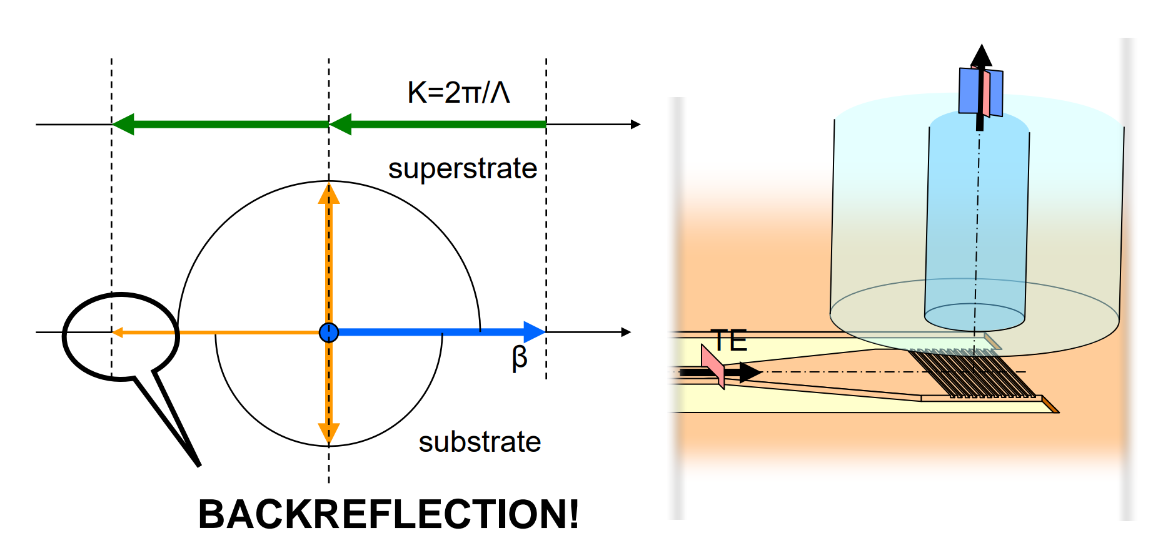 K=2π/Λ
superstrate
TE
β
substrate
BACKREFLECTION!